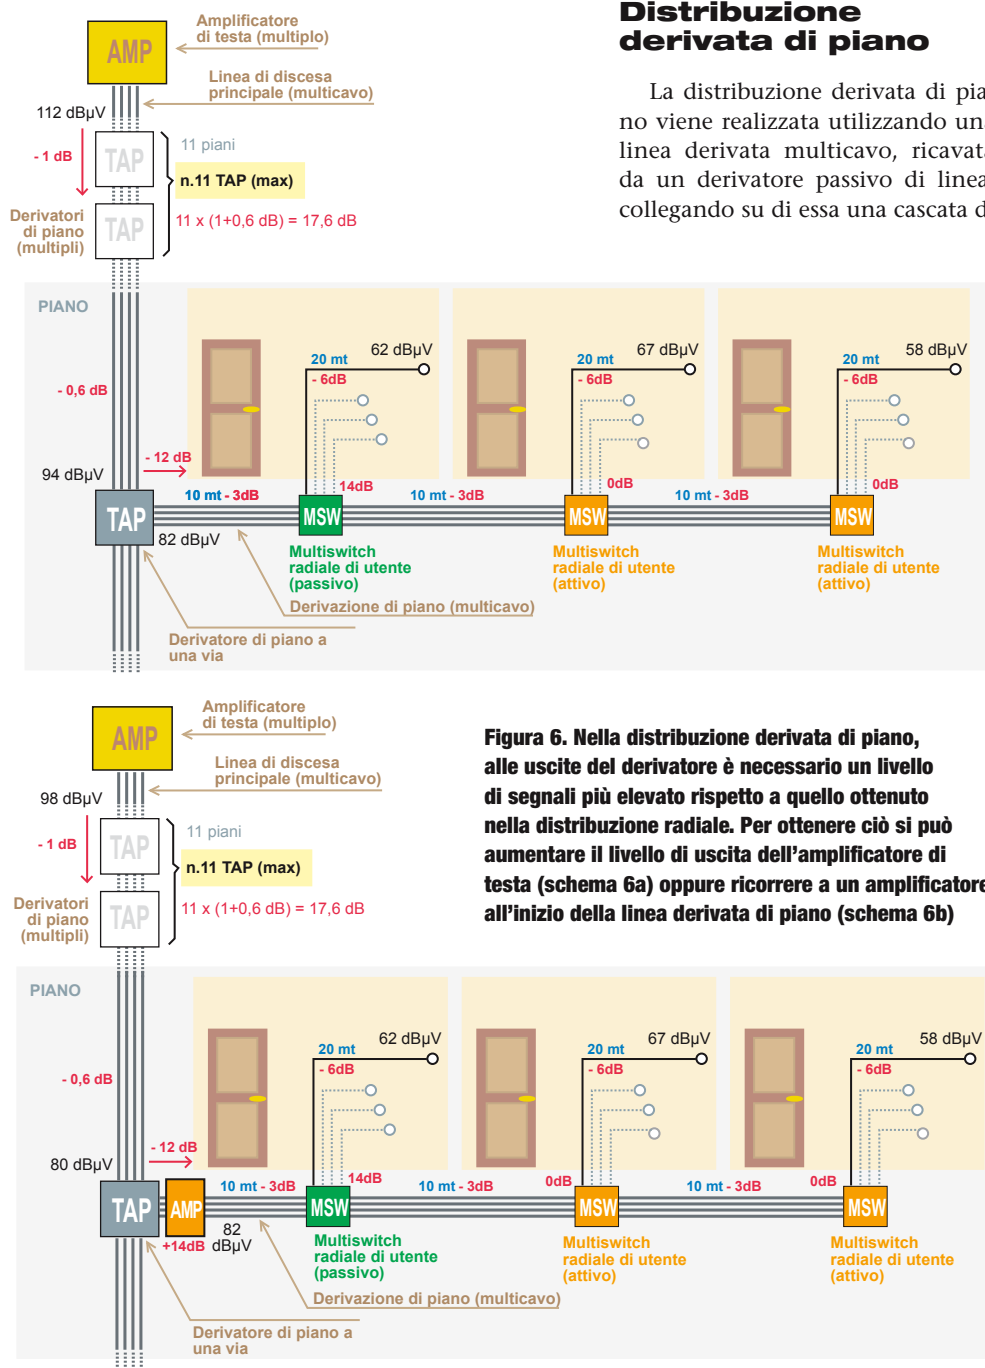 Distribuzione
derivata di piano
La distribuzione derivata di pia
no viene realizzata utilizzando una
linea derivata multicavo, ricavata
da un derivatore passivo di linea,
collegando su di essa una cascata d
Amplificatore
di testa (multiplo)
AMP
Linea di discesa
principale (multicavo)
112 dBµV
- 1 dB
TAP
11 piani
n.11 TAP (max)
Derivatori
di piano
(multipli)
TAP
11 x (1+0,6 dB) = 17,6 dB
PIANO
20 mt
62 dBµV
- 6dB
20 mt
67 dBµV
- 6dB
20 mt
58 dBµV
- 6dB
- 0,6 dB
- 12 dB
94 dBµV
10 mt - 3dB
14dB
10 mt - 3dB
0dB
10 mt - 3dB
0dB
TAP
MSW
MSW
MSW
82 dBµV
Multiswitch
radiale di utente
(passivo)
Multiswitch
radiale di utente
(attivo)
Multiswitch
radiale di utente
(attivo)
Derivazione di piano (multicavo)
Derivatore di piano a
una via
Amplificatore
di testa (multiplo)
AMP
Linea di discesa
principale (multicavo)
98 dBµV
- 1 dB
TAP
11 piani
n.11 TAP (max)
Derivatori
di piano
(multipli)
TAP
11 x (1+0,6 dB) = 17,6 dB
Figura 6. Nella distribuzione derivata di piano,
alle uscite del derivatore è necessario un livello
di segnali più elevato rispetto a quello ottenuto
nella distribuzione radiale. Per ottenere ciò si può
aumentare il livello di uscita dell’amplificatore di
testa (schema 6a) oppure ricorrere a un amplificatore
all’inizio della linea derivata di piano (schema 6b)
PIANO
20 mt
62 dBµV
- 6dB
20 mt
67 dBµV
- 6dB
20 mt
58 dBµV
- 6dB
- 0,6 dB
- 12 dB
80 dBµV
10 mt - 3dB
14dB
10 mt - 3dB
0dB
10 mt - 3dB
0dB
TAP
AMP
MSW
MSW
MSW
+14dB
82
dBµV
Multiswitch
radiale di utente
(passivo)
Multiswitch
radiale di utente
(attivo)
Multiswitch
radiale di utente
(attivo)
Derivazione di piano (multicavo)
Derivatore di piano a
una via